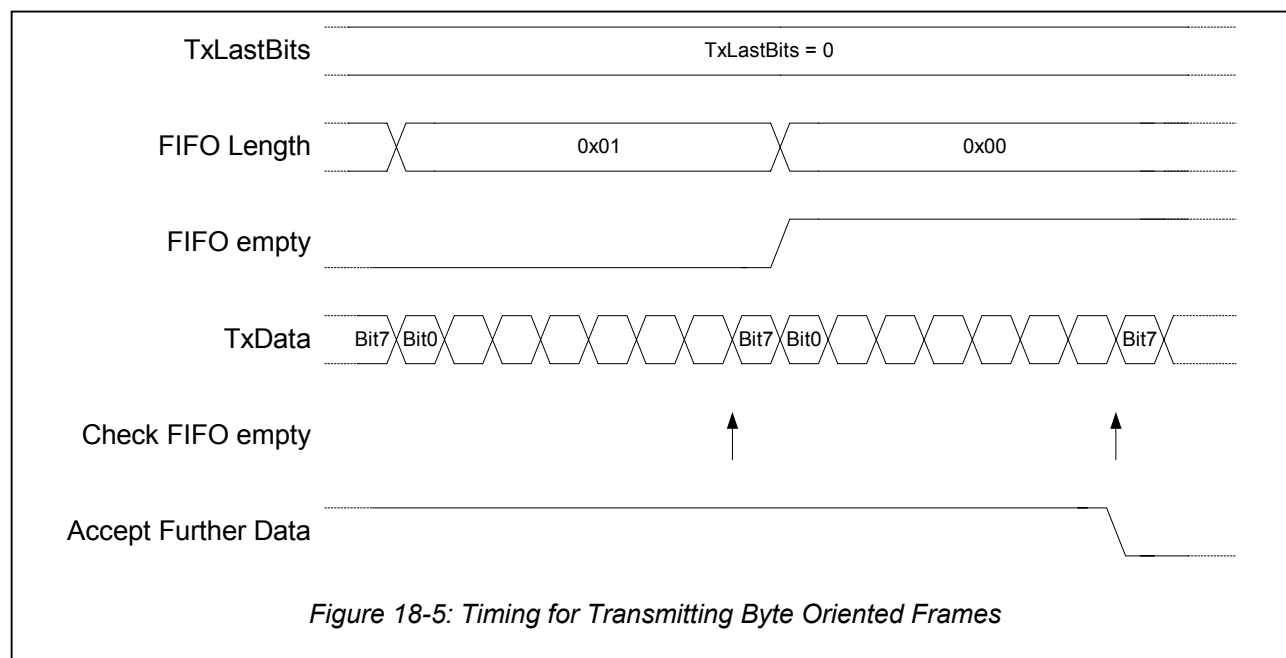 TxLastBits
TxLastBits = 0
FIFO Length
0x01
0x00
FIFO empty
TxData
Bit7
Bit0
Bit7
Bit0
Bit7
Check FIFO empty
Accept Further Data
Figure 18-5: Timing for Transmitting Byte Oriented Frames